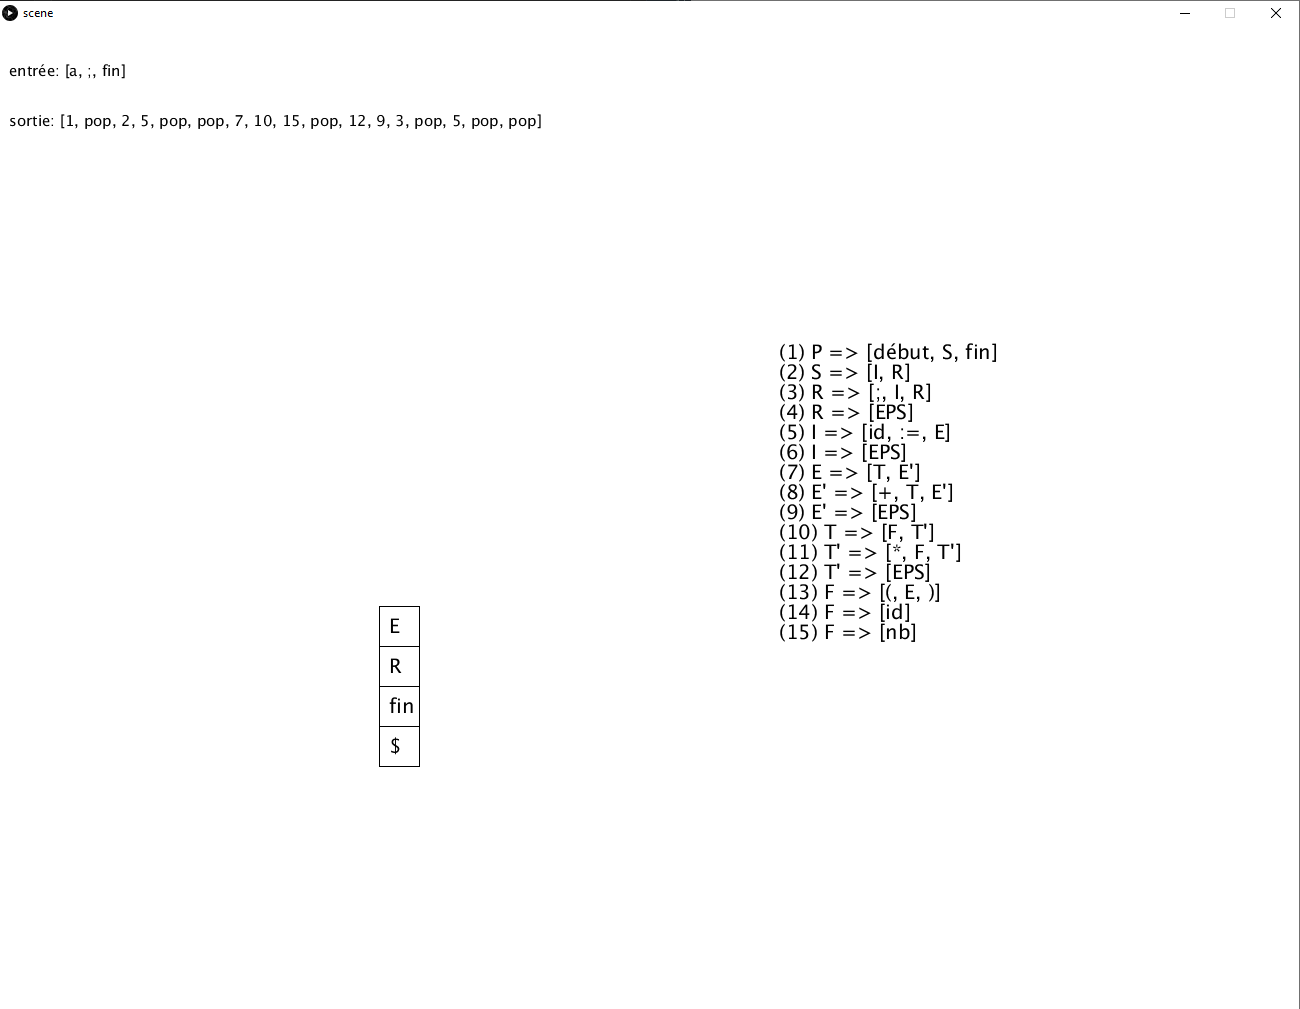 scene
entrée: [a, ;, fin]
sortie: [1, pop, 2, 5, pop, pop, 7, 10, 15, pop, 12, 9, 3, pop, 5, pop, pop]
(1) P => [début, S, fin]
(2) S => [I, R]
(3) R => [;, I, R]
(4) R => [EPS]
(5) I => [id, :=, E]
(6) I => [EPS]
(7) E => [T, E']
(8) E' => [+, T, E']
(9) E' => [EPS]
(10) T => [F, T']
(11) T' => [*, F, T']
(12) T' => [EPS]
(13) F => [(, E, )]
(14) F => [id]
(15) F => [nb]
E
R
fin
$